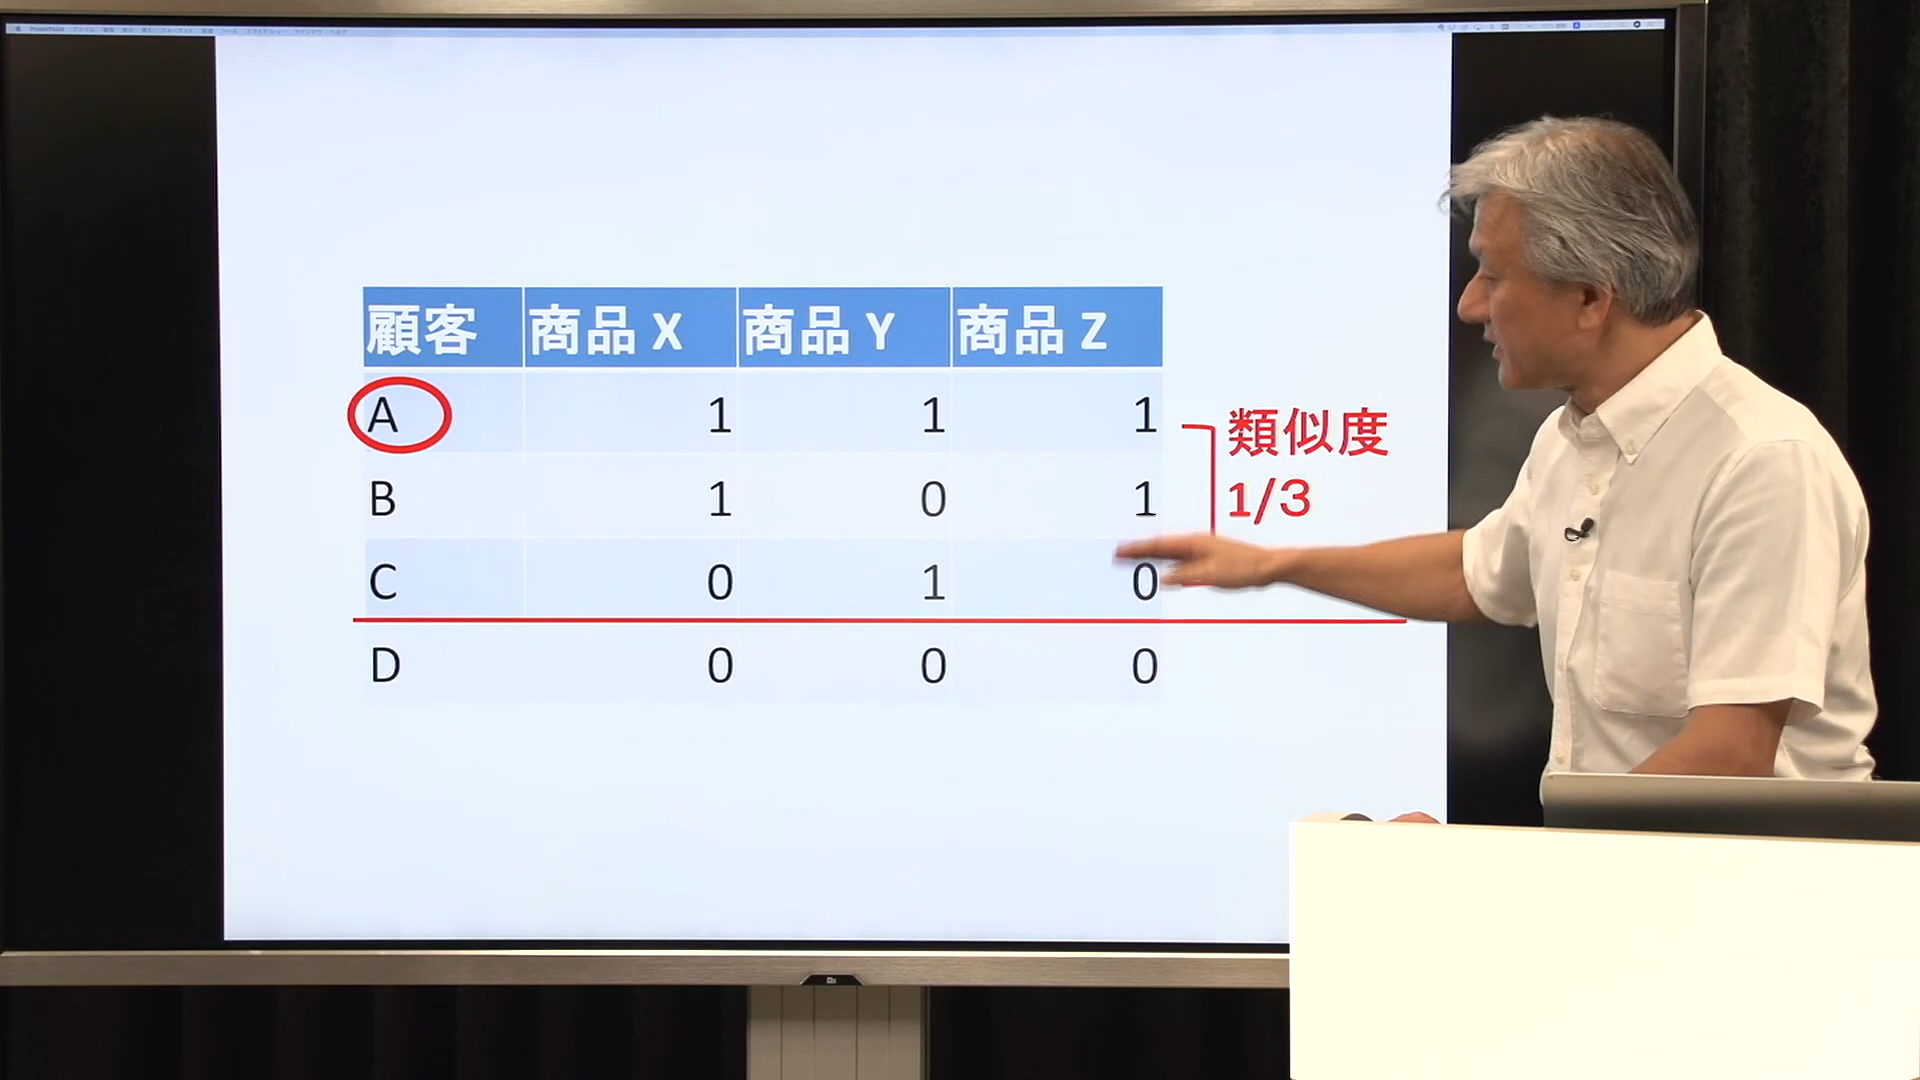 PowerPoint
顧客 商品 X 商品 Y 商品 Z
A 1 1 1
類似度
B 1 0 1
1/3
C 0 1 0
D 0 0 0